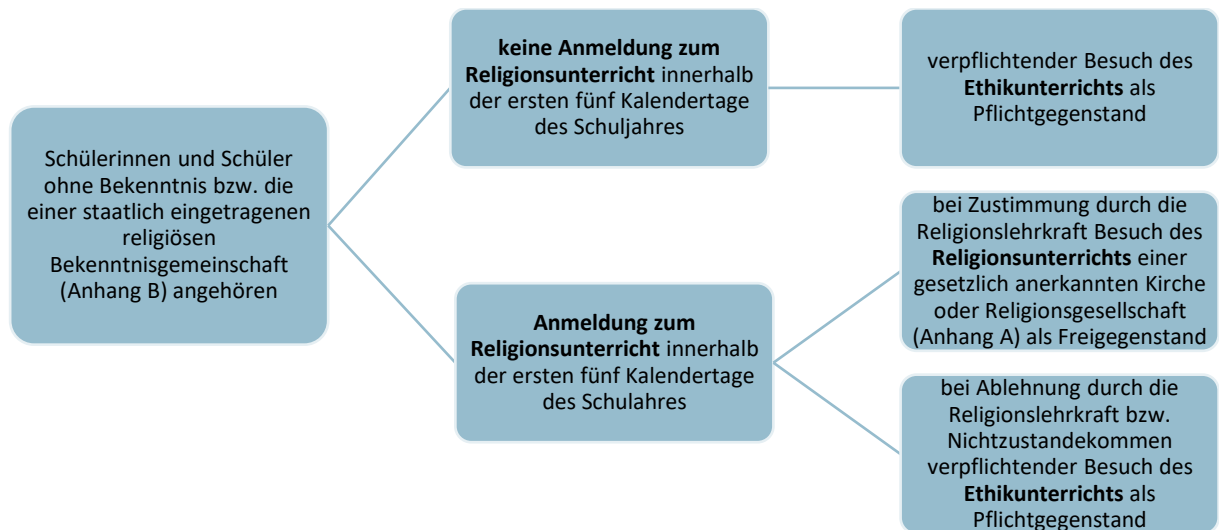 Schülerinnen und Schüler
ohne Bekenntnis bzw. die
einer staatlich eingetragenen
religiösen
Bekenntnisgemeinschaft
(Anhang B) angehören
keine Anmeldung zum
Religionsunterricht innerhalb
der ersten fünf Kalendertage
des Schuljahres
verpflichtender Besuch des
Ethikunterrichts als
Pflichtgegenstand
Anmeldung zum
Religionsunterricht innerhalb
der ersten fünf Kalendertage
des Schulahres
bei Zustimmung durch die
Religionslehrkraft Besuch des
Religionsunterrichts einer
gesetzlich anerkannten Kirche
oder Religionsgesellschaft
(Anhang A) als Freigegenstand
bei Ablehnung durch die
Religionslehrkraft bzw.
Nichtzustandekommen
verpflichtender Besuch des
Ethikunterrichts als
Pflichtgegenstand